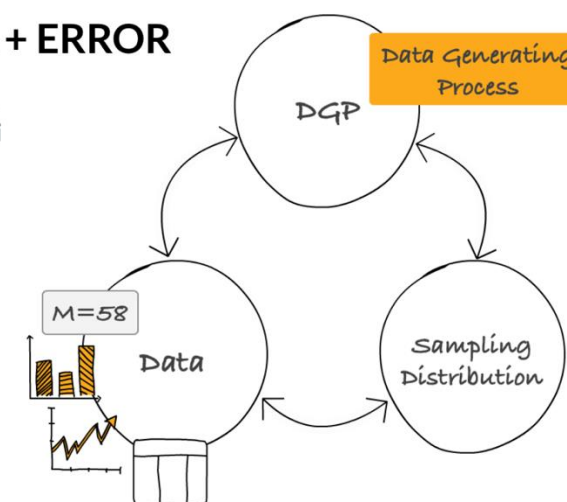 + ERROR
Data Generating
Process
DGP
M=58
Data
Sampling
Distribution